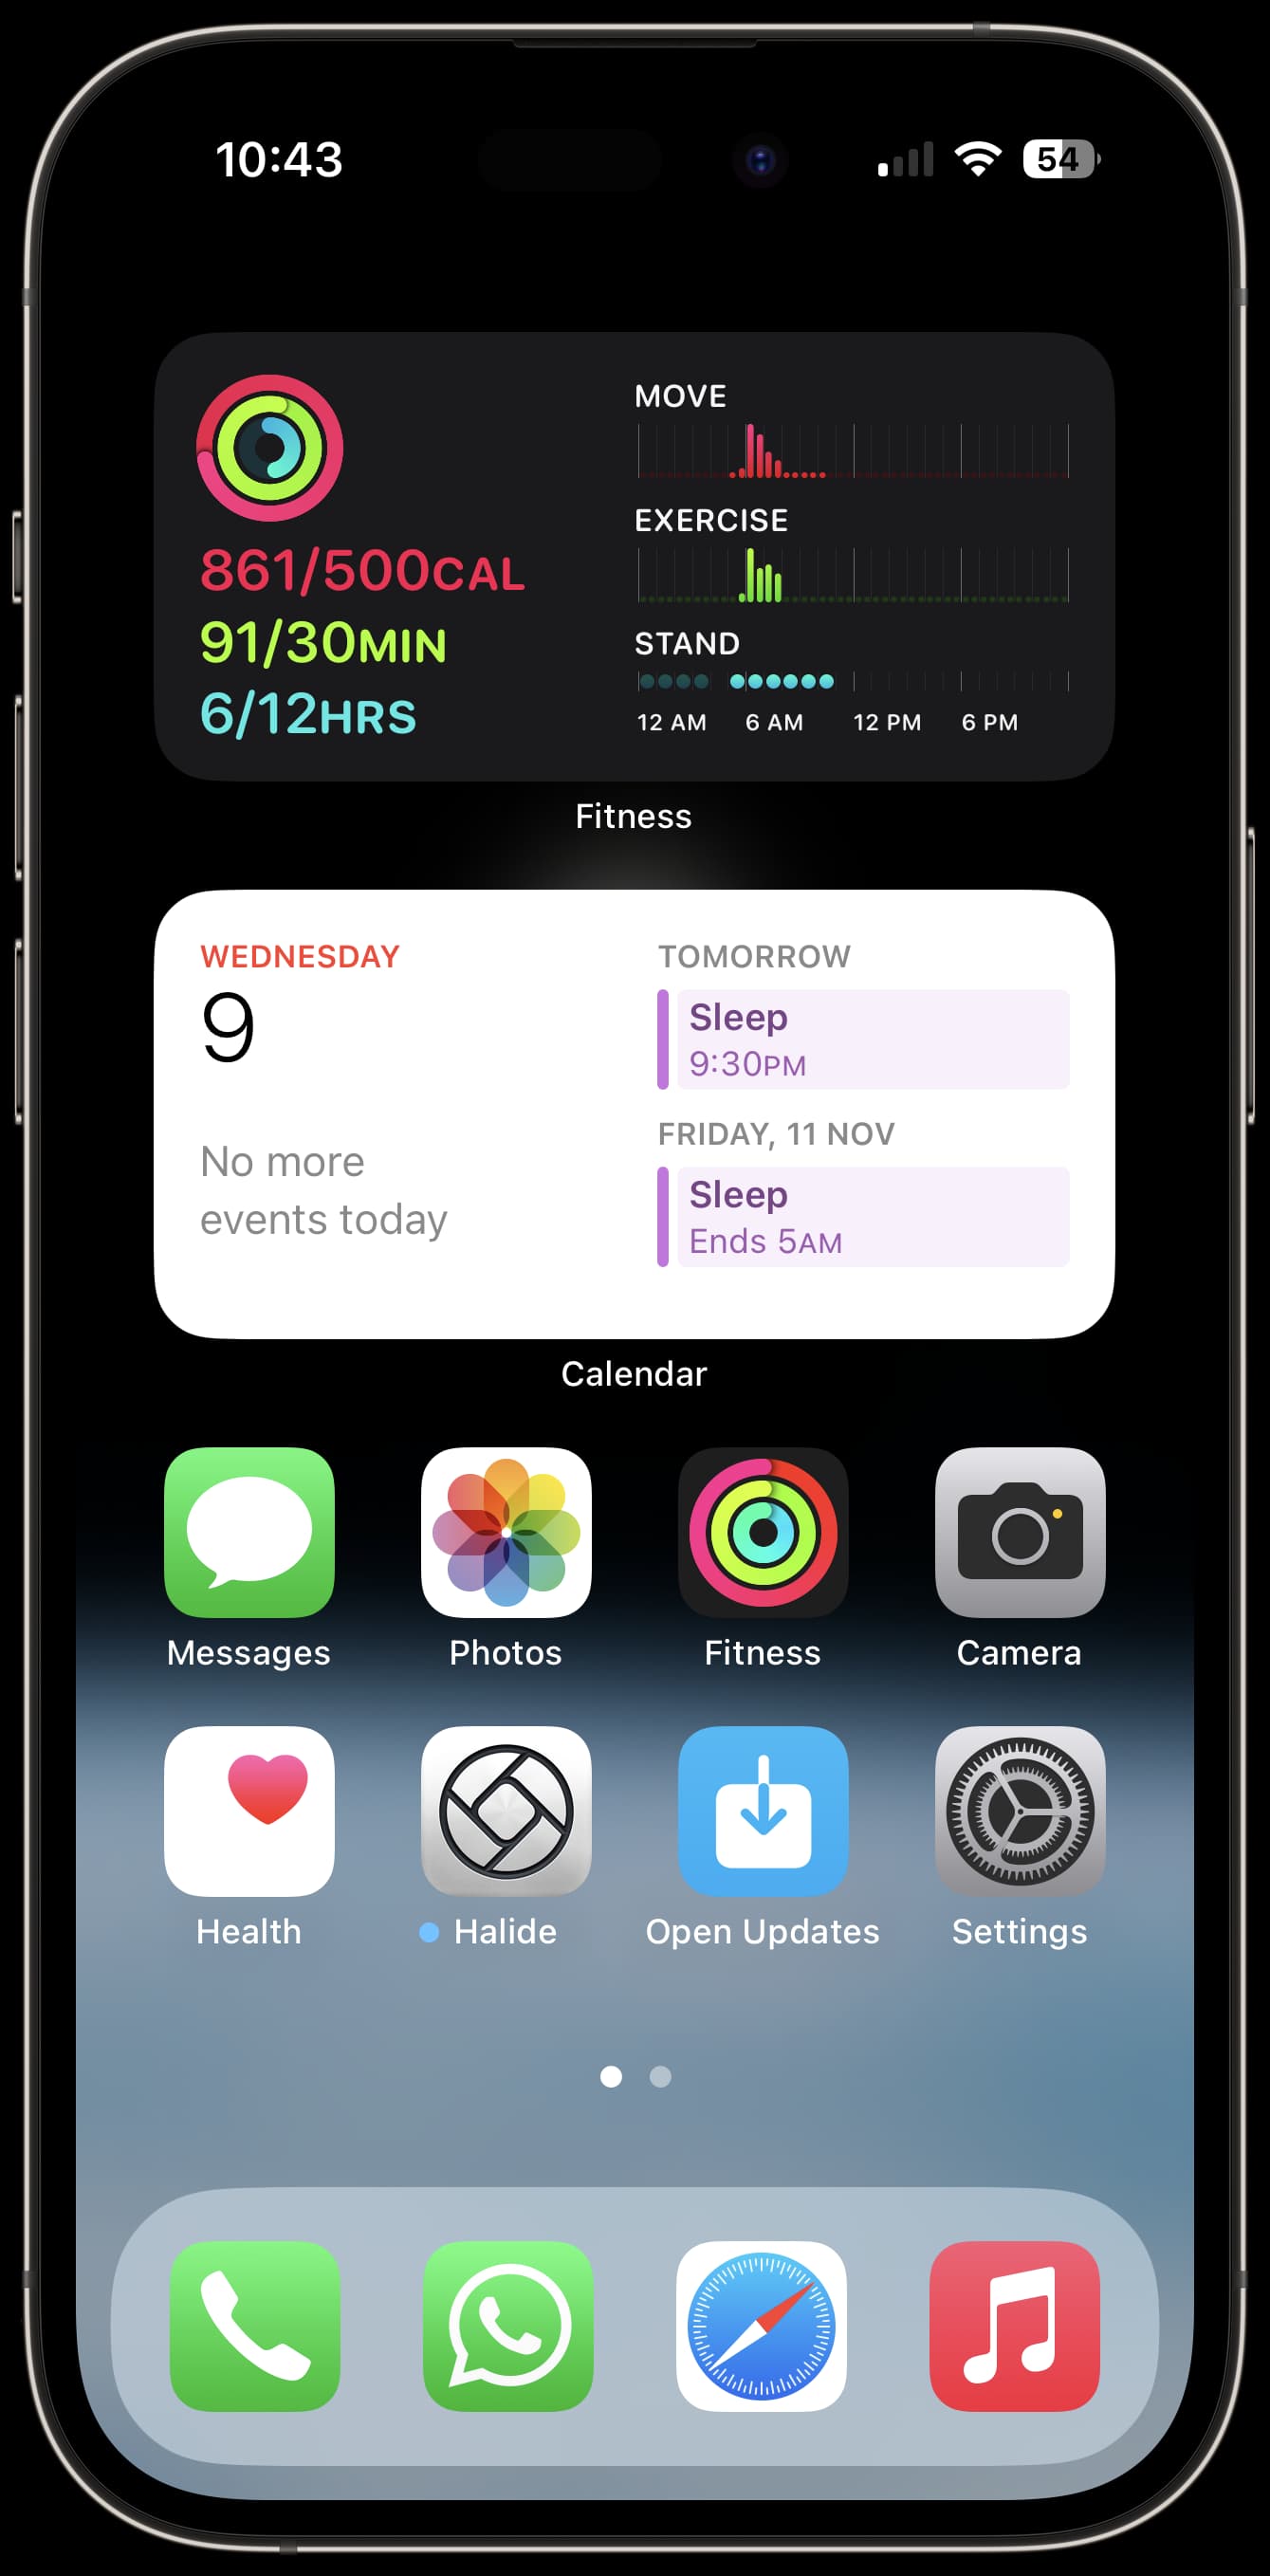 10:43
54
MOVE
EXERCISE
STAND
12 AM 6 AM 12 PM 6 PM
861/500CAL
91/30MIN
6/12HRS
Fitness
WEDNESDAY
9
No more
events today
TOMORROW
Sleep
9:30PM
FRIDAY, 11 NOV
Sleep
Ends 5AM
Calendar
Messages Photos Fitness Camera
Health Halide Open Updates Settings